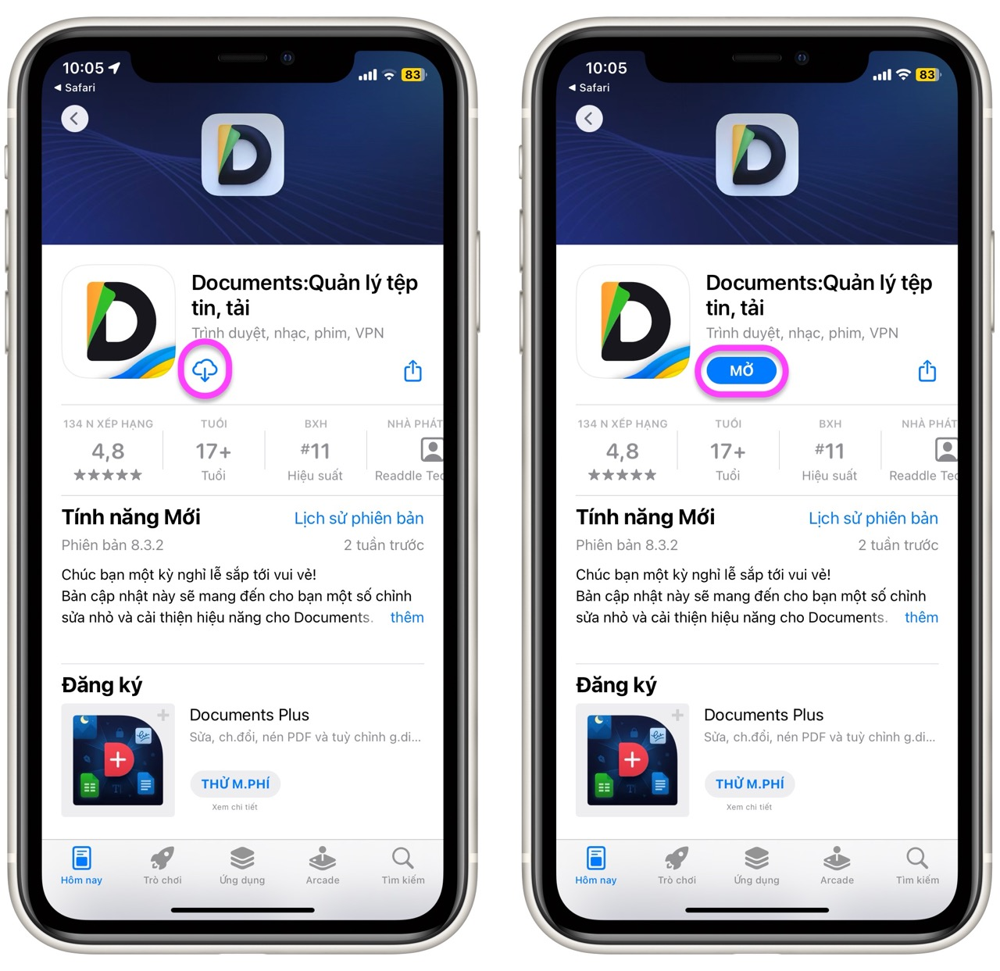 10:05
83
◀ Safari
Documents:Quản lý tệp
tin, tải
Trình duyệt, nhạc, phim, VPN
134 N XẾP HẠNG
4,8
★★★★★
TUỔI
17+
Tuổi
BXH
#11
Hiệu suất
NHÀ PHÁT
Readdle Tec
Tính năng Mới
Lịch sử phiên bản
Phiên bản 8.3.2
2 tuần trước
Chúc bạn một kỳ nghỉ lễ sắp tới vui vẻ!
Bản cập nhật này sẽ mang đến cho bạn một số chỉnh
sửa nhỏ và cải thiện hiệu năng cho Documents.
thêm
Đăng ký
Documents Plus
Sửa, ch.đổi, nén PDF và tuỳ chỉnh g.di...
THỬ M.PHÍ
Xem chi tiết
Hôm nay
Trò chơi
Ứng dụng
Arcade
Tìm kiếm
10:05
83
◀ Safari
Documents:Quản lý tệp
tin, tải
Trình duyệt, nhạc, phim, VPN
MỞ
134 N XẾP HẠNG
4,8
★★★★★
TUỔI
17+
Tuổi
BXH
#11
Hiệu suất
NHÀ PHÁT
Readdle Tec
Tính năng Mới
Lịch sử phiên bản
Phiên bản 8.3.2
2 tuần trước
Chúc bạn một kỳ nghỉ lễ sắp tới vui vẻ!
Bản cập nhật này sẽ mang đến cho bạn một số chỉnh
sửa nhỏ và cải thiện hiệu năng cho Documents.
thêm
Đăng ký
Documents Plus
Sửa, ch.đổi, nén PDF và tuỳ chỉnh g.di...
THỬ M.PHÍ
Xem chi tiết
Hôm nay
Trò chơi
Ứng dụng
Arcade
Tìm kiếm